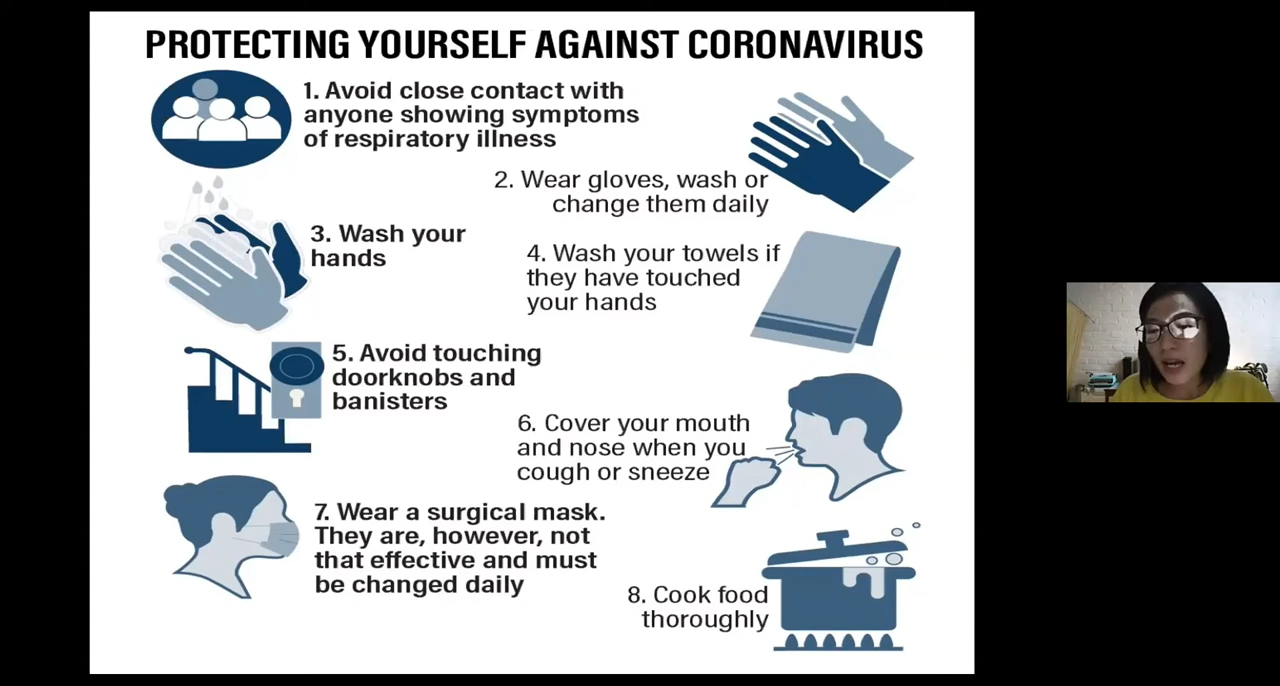 PROTECTING YOURSELF AGAINST CORONAVIRUS
1. Avoid close contact with
anyone showing symptoms
of respiratory illness
2. Wear gloves, wash or
change them daily
3. Wash your
hands
4. Wash your towels if
they have touched
your hands
5. Avoid touching
doorknobs and
banisters
6. Cover your mouth
and nose when you
cough or sneeze
7. Wear a surgical mask.
They are, however, not
that effective and must
be changed daily
8. Cook food
thoroughly